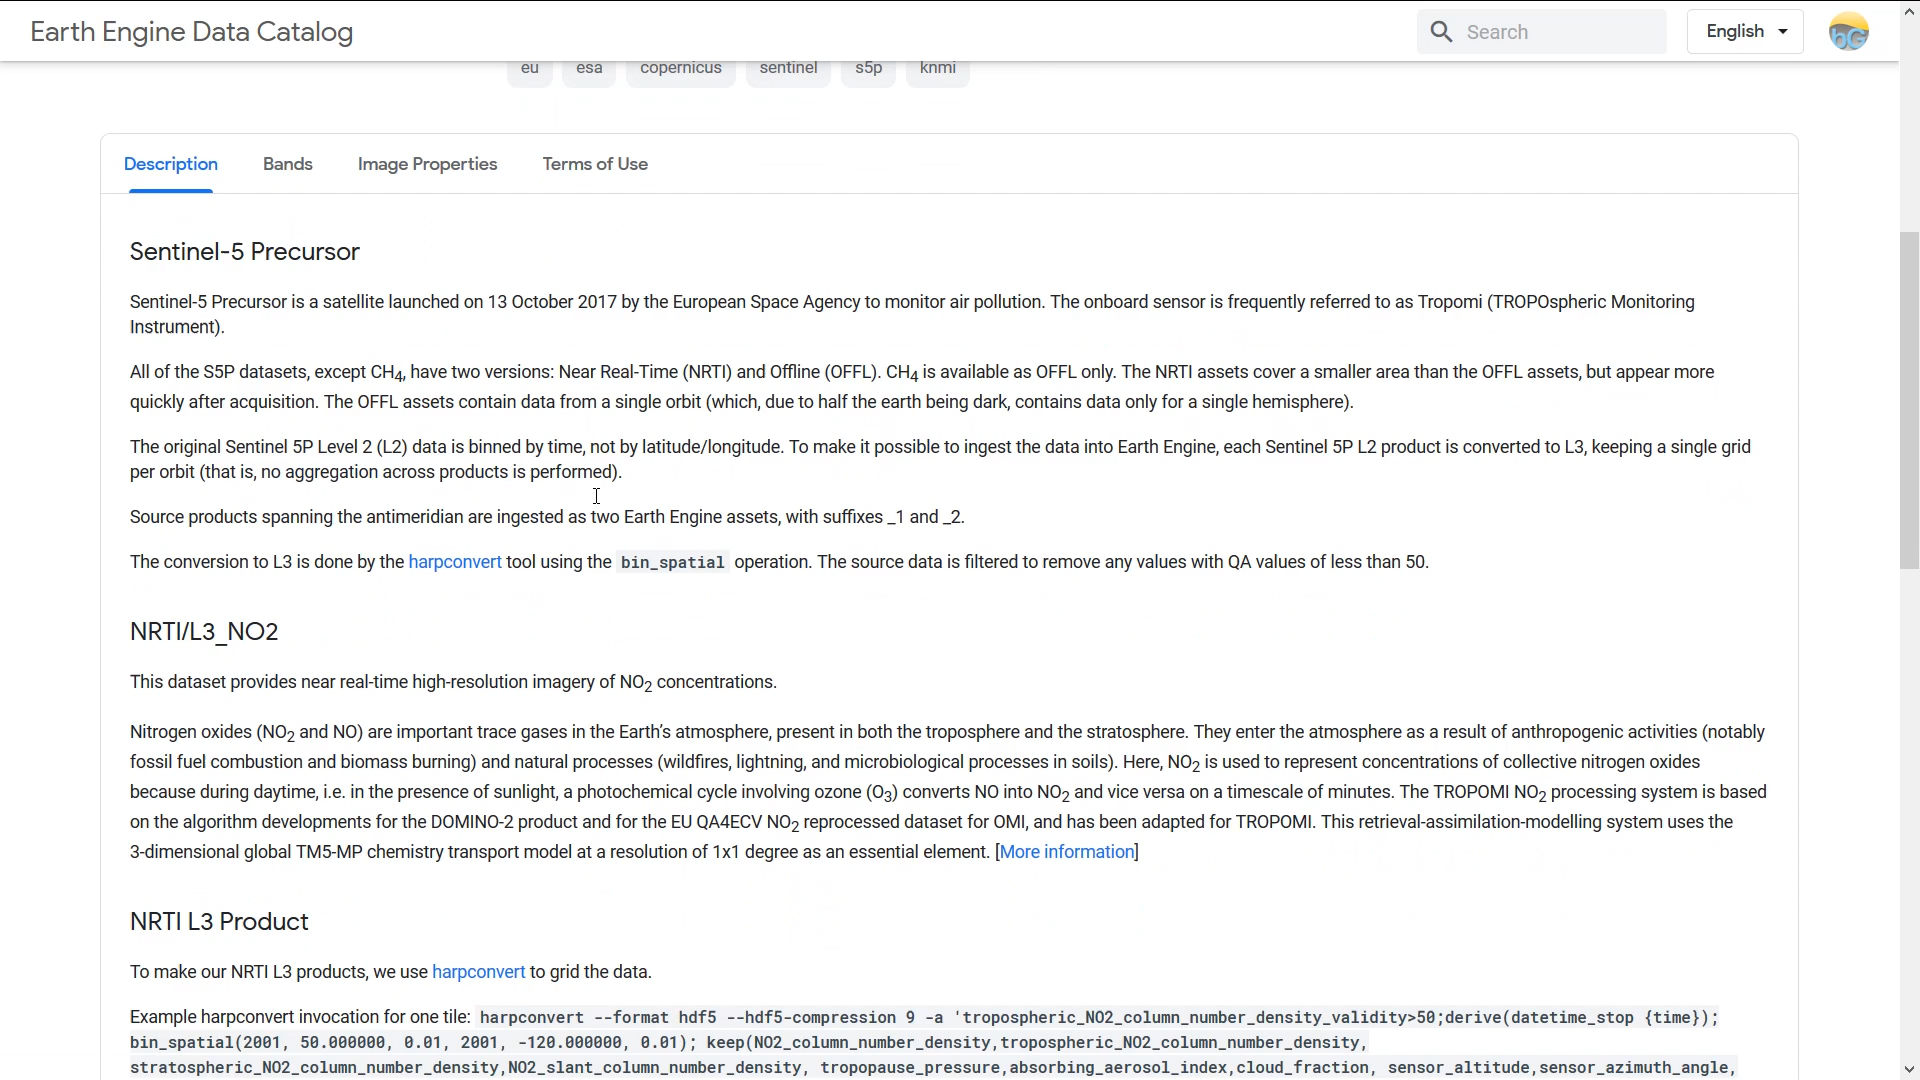 Earth Engine Data Catalog
Search
English
eu esa copernicus sentinel s5p knmi
Description Bands Image Properties Terms of Use
Sentinel-5 Precursor
Sentinel-5 Precursor is a satellite launched on 13 October 2017 by the European Space Agency to monitor air pollution. The onboard sensor is frequently referred to as Tropomi (TROPOspheric Monitoring
Instrument).
All of the S5P datasets, except CH4, have two versions: Near Real-Time (NRTI) and Offline (OFFL). CH4 is available as OFFL only. The NRTI assets cover a smaller area than the OFFL assets, but appear more
quickly after acquisition. The OFFL assets contain data from a single orbit (which, due to half the earth being dark, contains data only for a single hemisphere).
The original Sentinel 5P Level 2 (L2) data is binned by time, not by latitude/longitude. To make it possible to ingest the data into Earth Engine, each Sentinel 5P L2 product is converted to L3, keeping a single grid
per orbit (that is, no aggregation across products is performed).
Source products spanning the antimeridian are ingested as two Earth Engine assets, with suffixes _1 and _2.
The conversion to L3 is done by the harpconvert tool using the bin_spatial operation. The source data is filtered to remove any values with QA values of less than 50.
NRTI/L3_NO2
This dataset provides near real-time high-resolution imagery of NO2 concentrations.
Nitrogen oxides (NO2 and NO) are important trace gases in the Earth's atmosphere, present in both the troposphere and the stratosphere. They enter the atmosphere as a result of anthropogenic activities (notably
fossil fuel combustion and biomass burning) and natural processes (wildfires, lightning, and microbiological processes in soils). Here, NO2 is used to represent concentrations of collective nitrogen oxides
because during daytime, i.e. in the presence of sunlight, a photochemical cycle involving ozone (O3) converts NO into NO2 and vice versa on a timescale of minutes. The TROPOMI NO2 processing system is based
on the algorithm developments for the DOMINO-2 product and for the EU QA4ECV NO2 reprocessed dataset for OMI, and has been adapted for TROPOMI. This retrieval-assimilation-modelling system uses the
3-dimensional global TM5-MP chemistry transport model at a resolution of 1x1 degree as an essential element. [More information]
NRTI L3 Product
To make our NRTI L3 products, we use harpconvert to grid the data.
Example harpconvert invocation for one tile: harpconvert --format hdf5 --hdf5-compression 9 -a 'tropospheric_NO2_column_number_density_validity>50;derive(datetime_stop {time});
bin_spatial(2001, 50.000000, 0.01, 2001, -120.000000, 0.01); keep(NO2_column_number_density,tropospheric_NO2_column_number_density,
stratospheric_NO2_column_number_density,NO2_slant_column_number_density, tropopause_pressure,absorbing_aerosol_index,cloud_fraction, sensor_altitude,sensor_azimuth_angle,